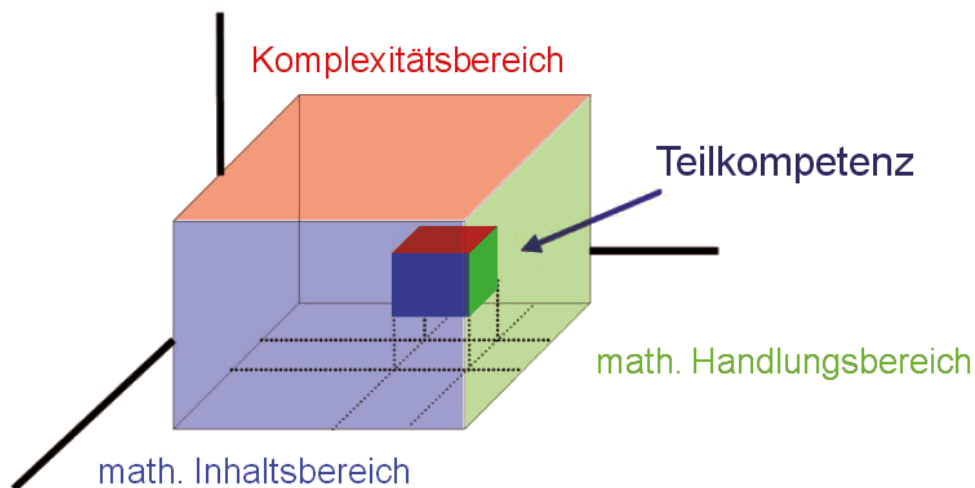 Komplexitätsbereich
Teilkompetenz
math. Handlungsbereich
math. Inhaltsbereich